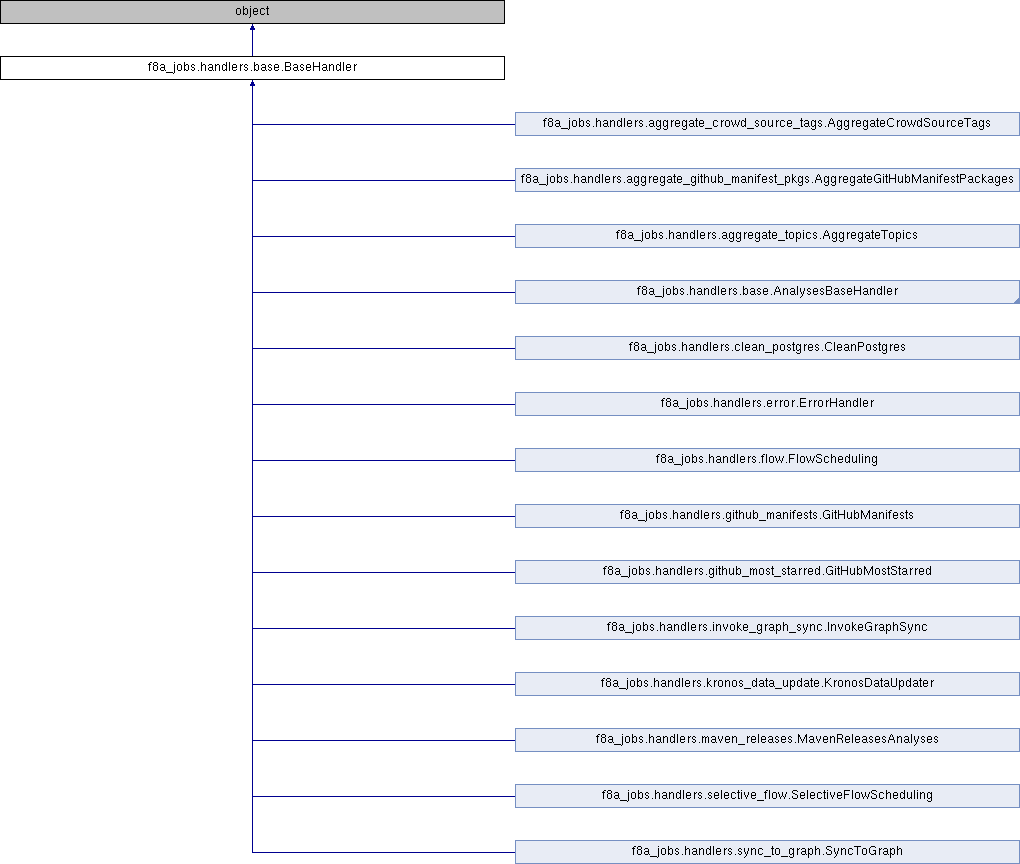 object
f8a_jobs.handlers.base.BaseHandler
f8a_jobs.handlers.aggregate_crowd_source_tags.AggregateCrowdSourceTags
f8a_jobs.handlers.aggregate_github_manifest_pkgs.AggregateGitHubManifestPackages
f8a_jobs.handlers.aggregate_topics.AggregateTopics
f8a_jobs.handlers.base.AnalysesBaseHandler
f8a_jobs.handlers.clean_postgres.CleanPostgres
f8a_jobs.handlers.error.ErrorHandler
f8a_jobs.handlers.flow.FlowScheduling
f8a_jobs.handlers.github_manifests.GitHubManifests
f8a_jobs.handlers.github_most_starred.GitHubMostStarred
f8a_jobs.handlers.invoke_graph_sync.InvokeGraphSync
f8a_jobs.handlers.kronos_data_update.KronosDataUpdater
f8a_jobs.handlers.maven_releases.MavenReleasesAnalyses
f8a_jobs.handlers.selective_flow.SelectiveFlowScheduling
f8a_jobs.handlers.sync_to_graph.SyncToGraph